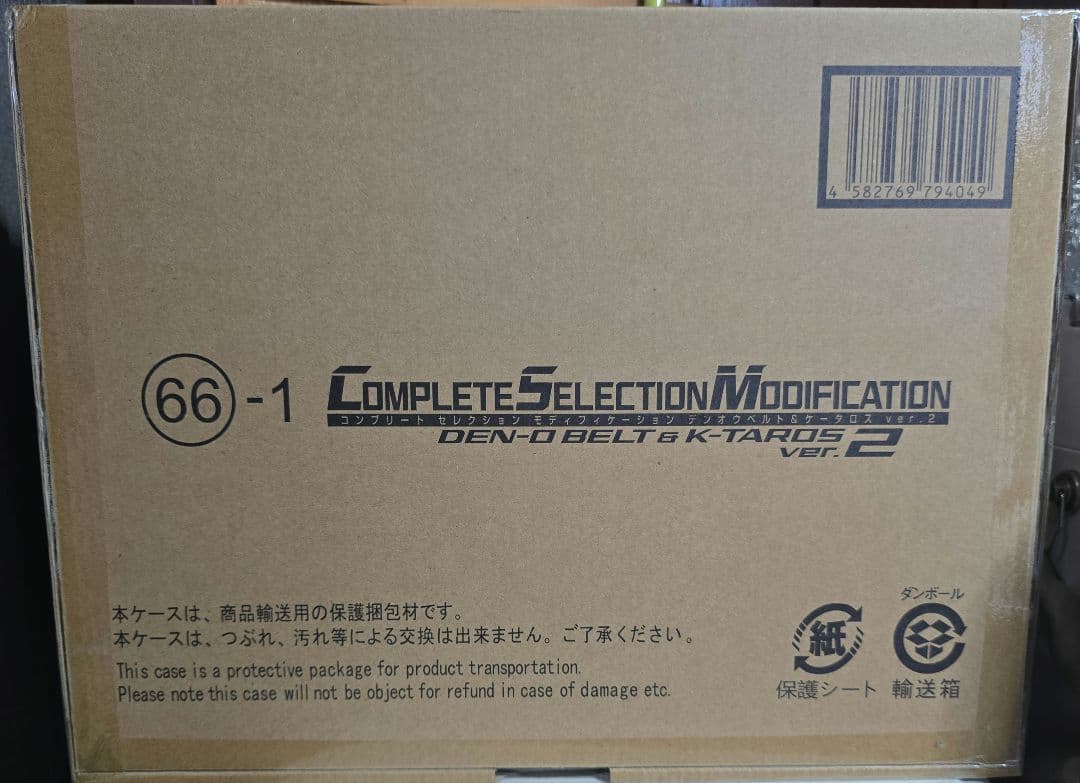 4 582769 794049
66-1
COMPLETE SELECTION MODIFICATION
コンプリート セレクション モディフィケーション デンオウベルト&ケータロス ver.2
DEN-O BELT & K-TAROS
ver.2
本ケースは、商品輸送用の保護梱包材です。
本ケースは、つぶれ、汚れ等による交換は出来ません。ご了承ください。
This case is a protective package for product transportation.
Please note this case will not be object for refund in case of damage etc.
紙
保護シート
ダンボール
輸送箱